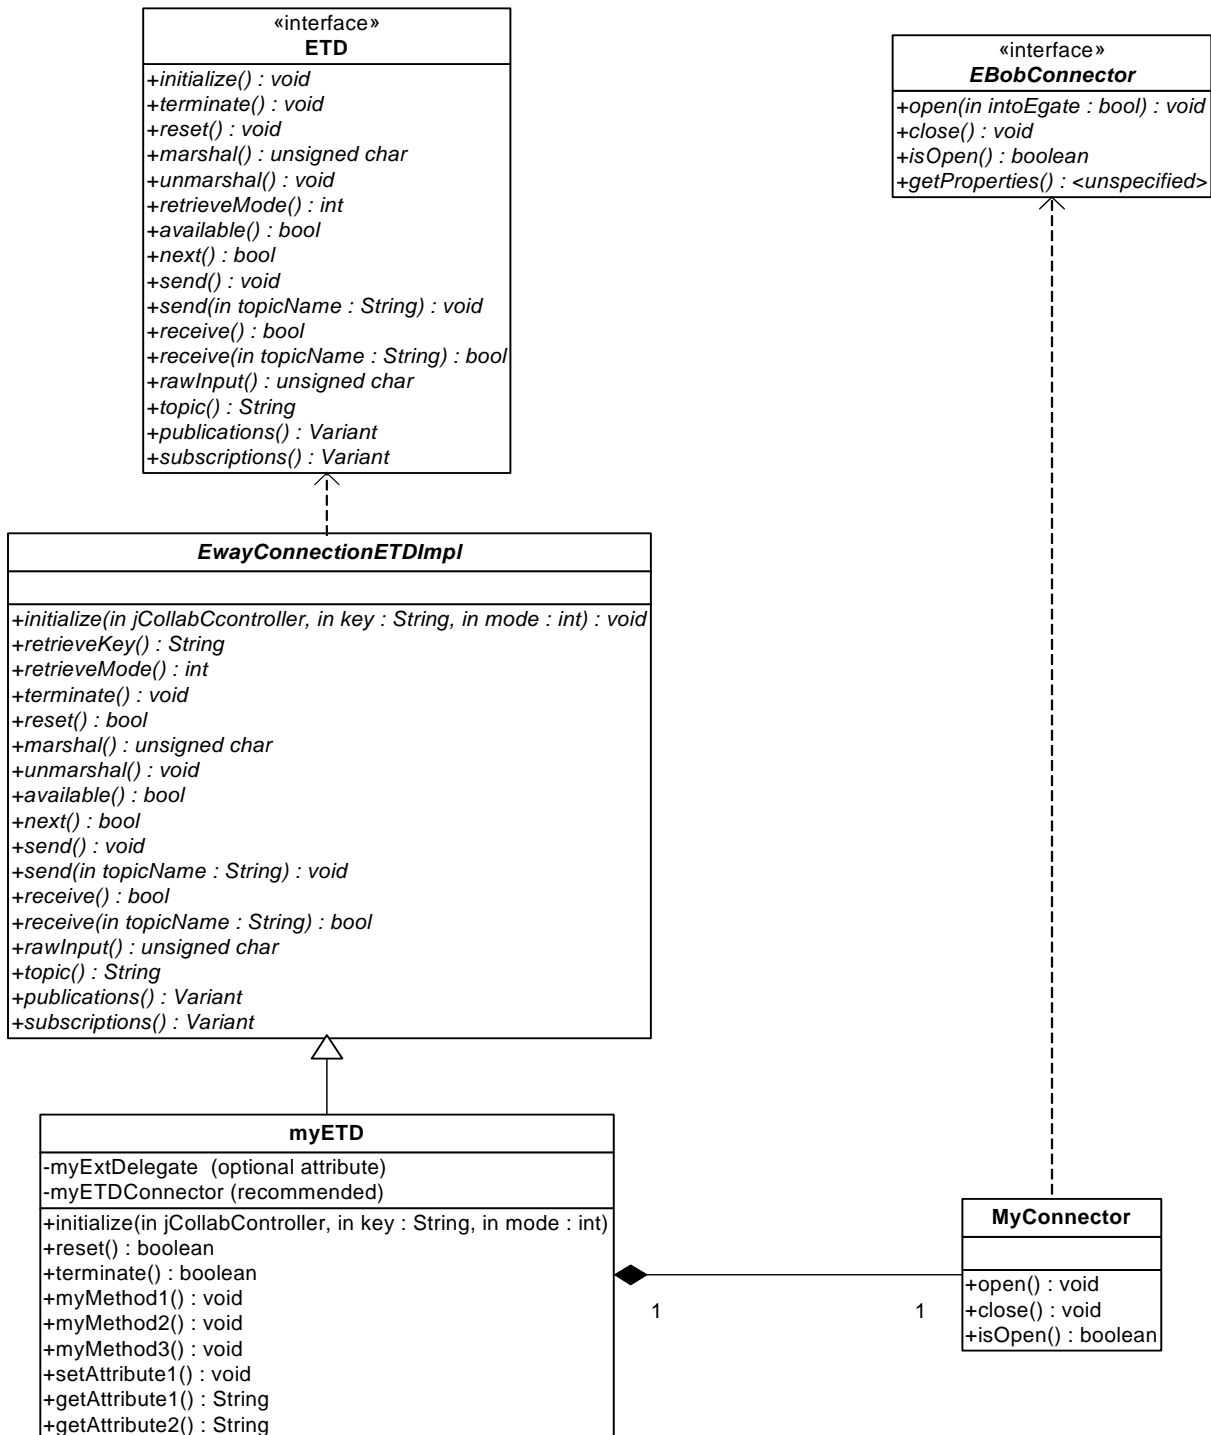 «interface»
ETD
+initialize() : void
+terminate() : void
+reset() : void
+marshal() : unsigned char
+unmarshal() : void
+retrieveMode() : int
+available() : bool
+next() : bool
+send() : void
+send(in topicName : String) : void
+receive() : bool
+receive(in topicName : String) : bool
+rawInput() : unsigned char
+topic() : String
+publications() : Variant
+subscriptions() : Variant
«interface»
EBobConnector
+open(in intoEgate : bool) : void
+close() : void
+isOpen() : boolean
+getProperties() : <unspecified>
EwayConnectionETDImpl
+initialize(in jCollabCcontroller, in key : String, in mode : int) : void
+retrieveKey() : String
+retrieveMode() : int
+terminate() : void
+reset() : bool
+marshal() : unsigned char
+unmarshal() : void
+available() : bool
+next() : bool
+send() : void
+send(in topicName : String) : void
+receive() : bool
+receive(in topicName : String) : bool
+rawInput() : unsigned char
+topic() : String
+publications() : Variant
+subscriptions() : Variant
myETD
-myExtDelegate (optional attribute)
-myETDConnector (recommended)
+initialize(in jCollabController, in key : String, in mode : int)
+reset() : boolean
+terminate() : boolean
+myMethod1() : void
+myMethod2() : void
+myMethod3() : void
+setAttribute1() : void
+getAttribute1() : String
+getAttribute2() : String
1
1
MyConnector
+open() : void
+close() : void
+isOpen() : boolean